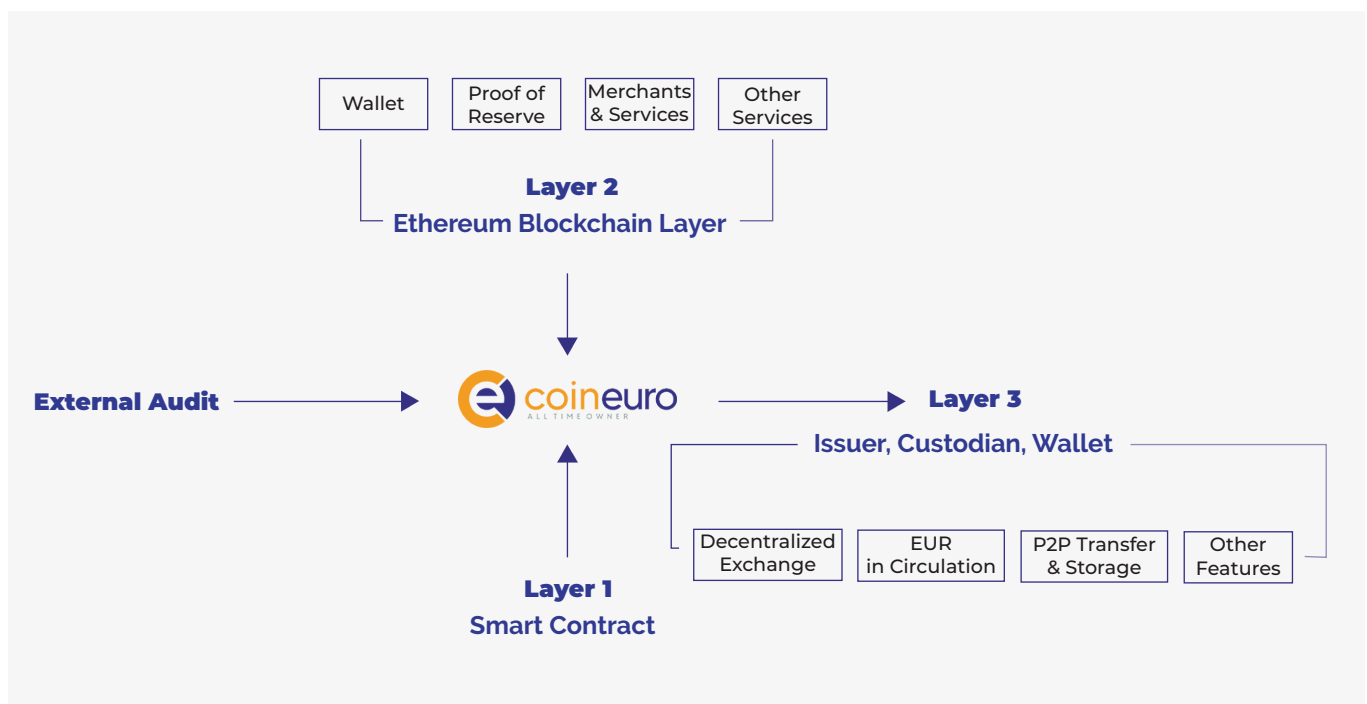 Wallet
Proof of
Reserve
Merchants
& Services
Other
Services
Layer 2
Ethereum Blockchain Layer
External Audit
coineuro
ALL TIME OWNER
Layer 3
Issuer, Custodian, Wallet
Decentralized
Exchange
EUR
in Circulation
P2P Transfer
& Storage
Other
Features
Layer 1
Smart Contract